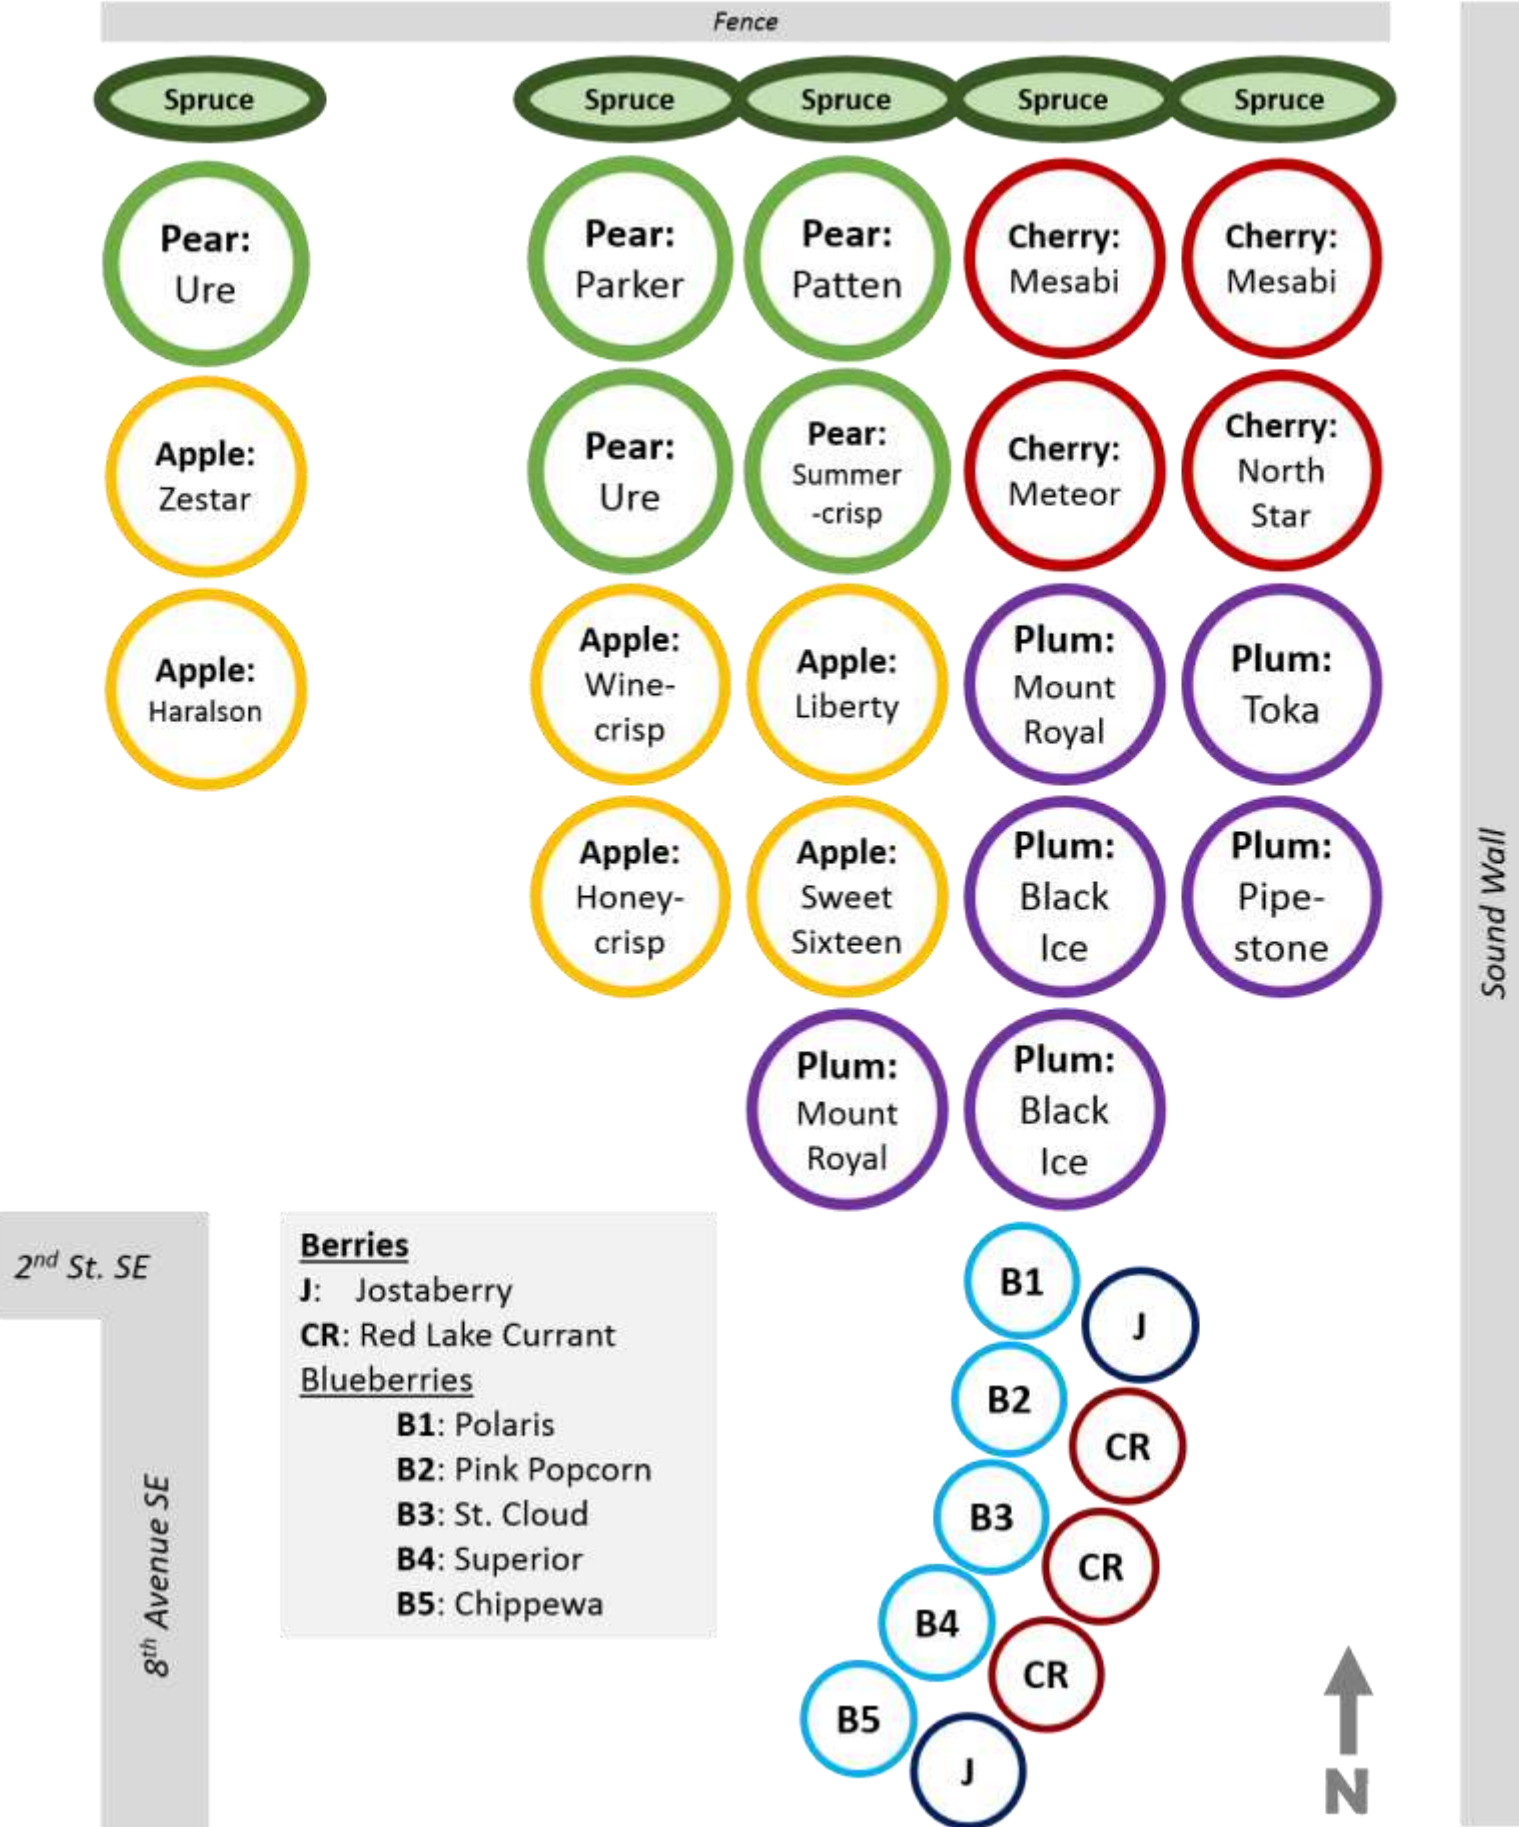 Fence
Spruce
Spruce
Spruce
Spruce
Spruce
Pear:
Ure
Pear:
Parker
Pear:
Patten
Cherry:
Mesabi
Cherry:
Mesabi
Apple:
Zestar
Pear:
Ure
Pear:
Summer
-crisp
Cherry:
Meteor
Cherry:
North
Star
Apple:
Haralson
Apple:
Wine-
crisp
Apple:
Liberty
Plum:
Mount
Royal
Plum:
Toka
Apple:
Honey-
crisp
Apple:
Sweet
Sixteen
Plum:
Black
Ice
Plum:
Pipe-
stone
Sound Wall
Plum:
Mount
Royal
Plum:
Black
Ice
2nd St. SE
8th Avenue SE
Berries
J: Jostaberry
CR: Red Lake Currant
Blueberries
B1: Polaris
B2: Pink Popcorn
B3: St. Cloud
B4: Superior
B5: Chippewa
B1
J
B2
CR
B3
CR
B4
CR
B5
J
N